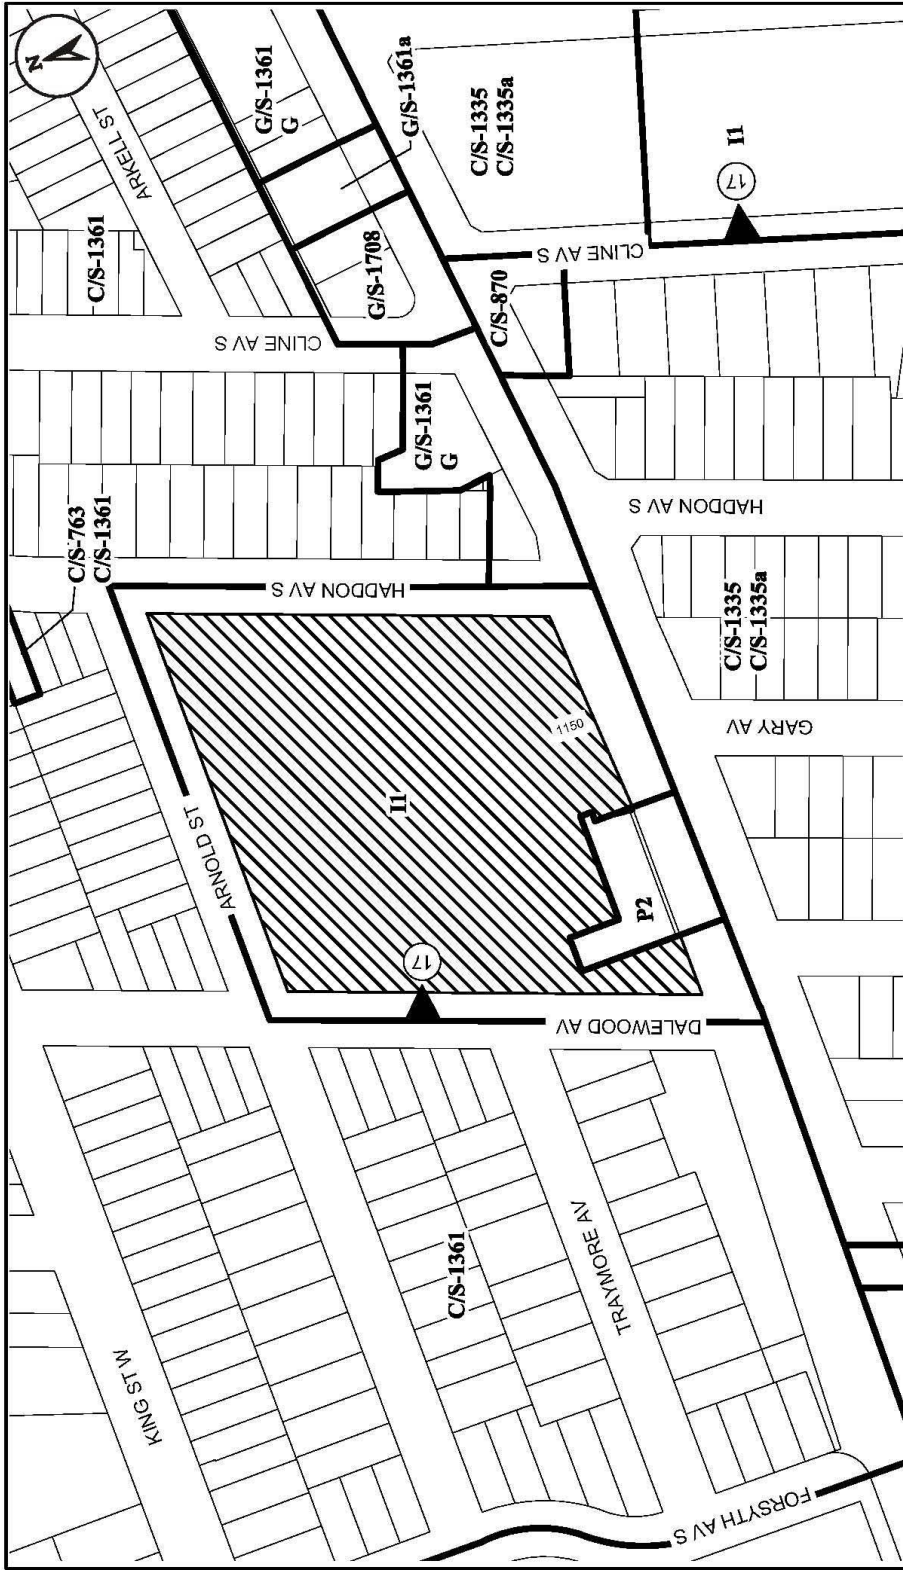 N
ARKELL ST
G/S-1361
G
G/S-1361a
C/S-1335
C/S-1335a
I1
17
C/S-1361
G/S-1708
CLINE AV S
C/S-870
CLINE AV S
G/S-1361
G
HADDON AV S
C/S-763
C/S-1361
HADDON AV S
C/S-1335
C/S-1335a
GARY AV
1150
I1
ARNOLD ST
P2
17
DALEWOOD AV
C/S-1361
TRAYMORE AV
KING ST W
FORSYTH AV S